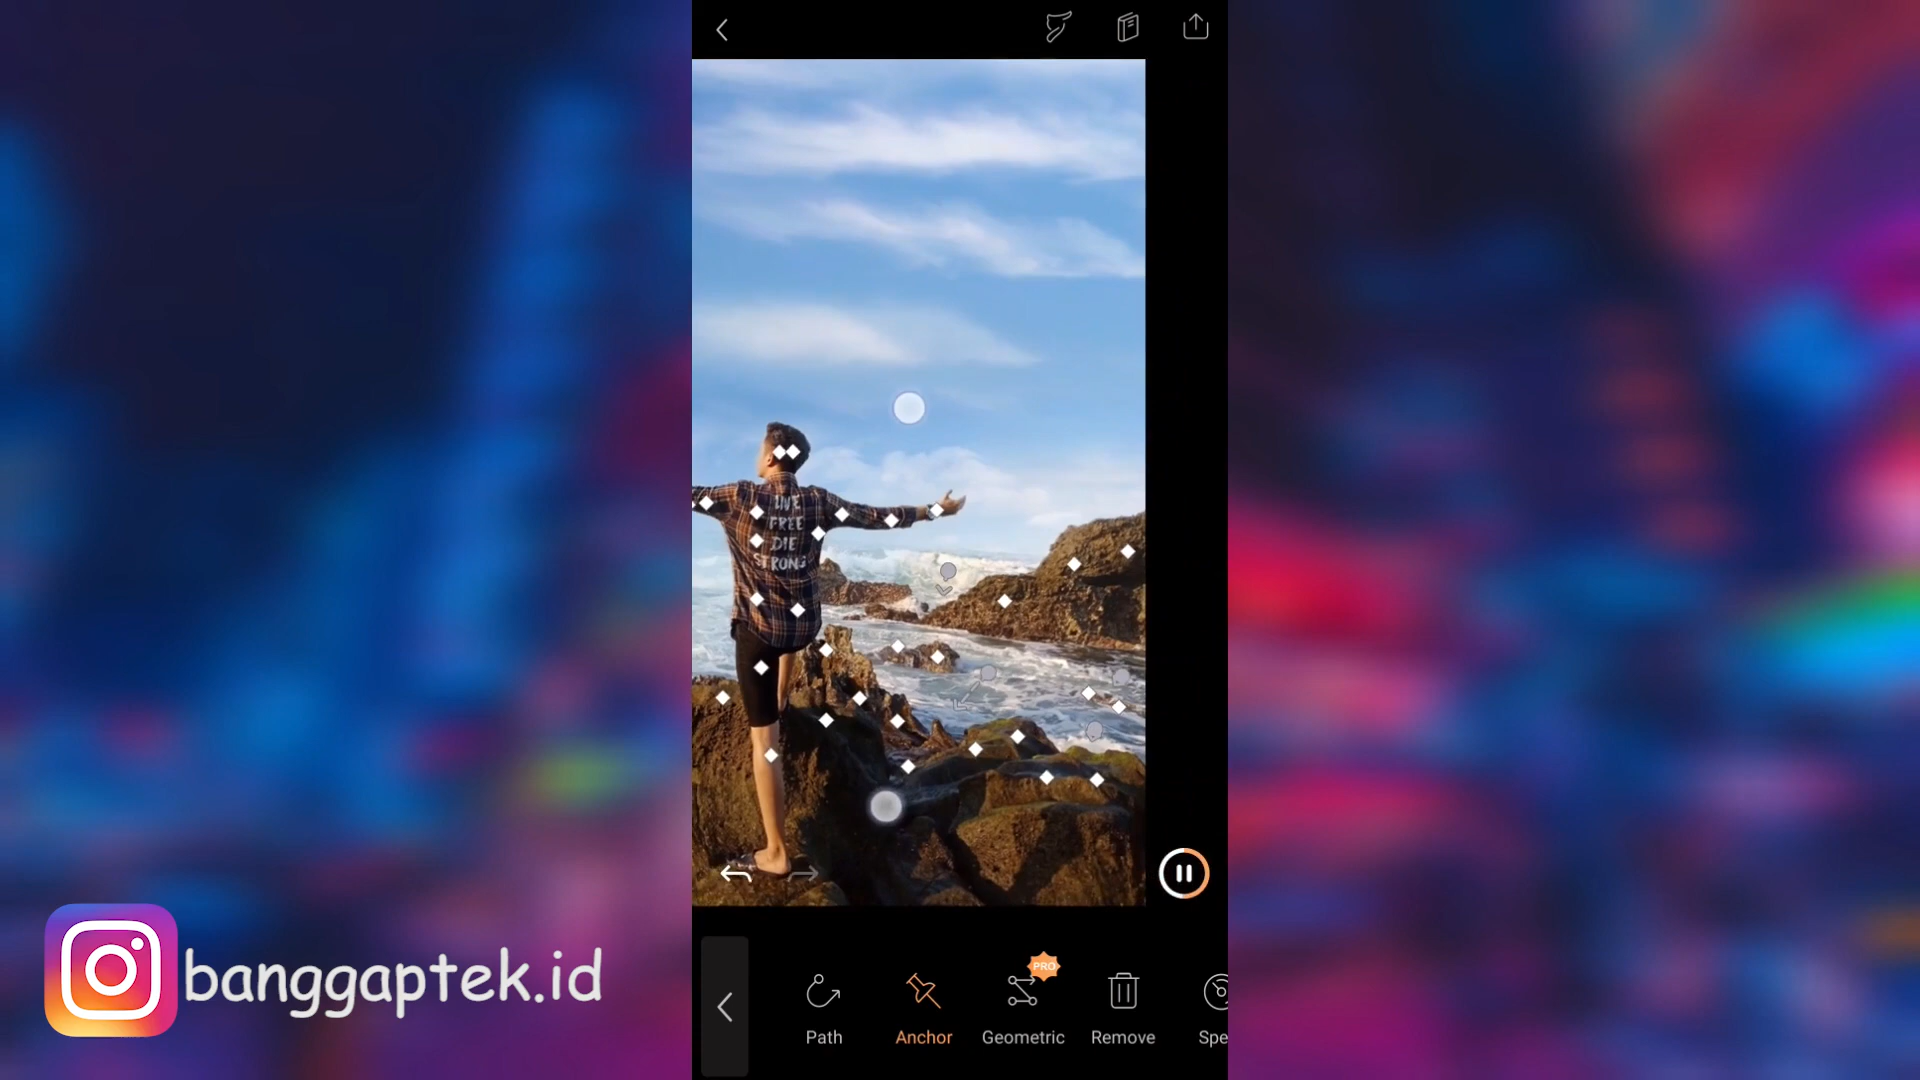 LIVE
FREE
DIE
STRONG
PRO
Path
Anchor
Geometric
Remove
Spe
banggaptek.id